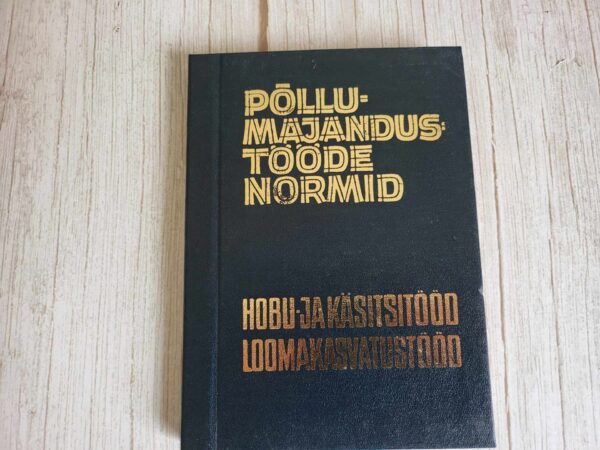 PÕLLU-
MAJANDUS-
TÖÖDE
NORMID
HOBU-JA KÄSITSITÖÖD
LOOMAKASVATUSTÖÖD